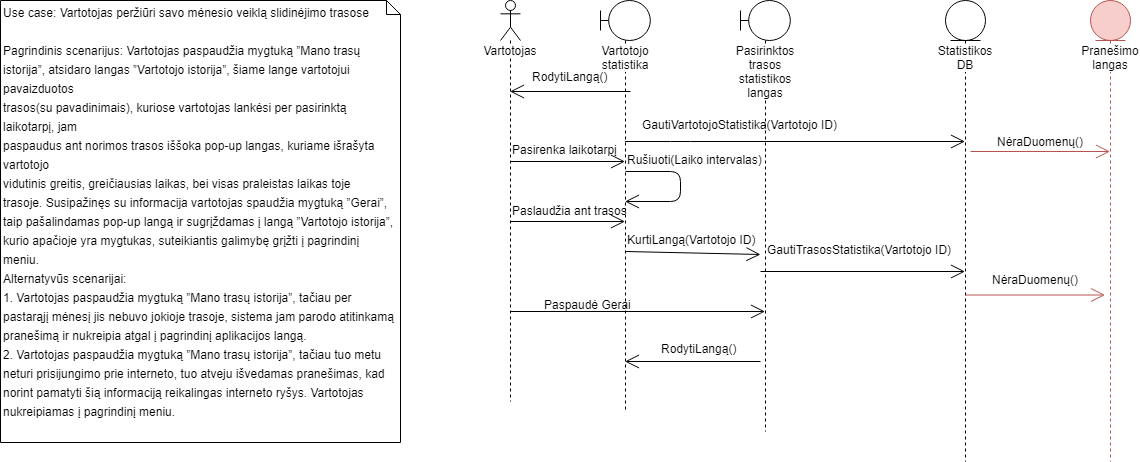 Use case: Vartotojas peržiūri savo mėnesio veiklą slidinėjimo trasose
Pagrindinis scenarijus: Vartotojas paspaudžia mygtuką ”Mano trasų
istorija”, atsidaro langas ”Vartotojo istorija”, šiame lange vartotojui
pavaizduotos
trasos(su pavadinimais), kuriose vartotojas lankėsi per pasirinktą
laikotarpį, jam
paspaudus ant norimos trasos iššoka pop-up langas, kuriame išrašyta
vartotojo
vidutinis greitis, greičiausias laikas, bei visas praleistas laikas toje
trasoje. Susipažinęs su informacija vartotojas spaudžia mygtuką ”Gerai”,
taip pašalindamas pop-up langą ir sugrįždamas į langą ”Vartotojo istorija”,
kurio apačioje yra mygtukas, suteikiantis galimybę grįžti į pagrindinį
meniu.
Alternatyvūs scenarijai:
1. Vartotojas paspaudžia mygtuką ”Mano trasų istorija”, tačiau per
pastarąjį mėnesį jis nebuvo jokioje trasoje, sistema jam parodo atitinkamą
pranešimą ir nukreipia atgal į pagrindinį aplikacijos langą.
2. Vartotojas paspaudžia mygtuką ”Mano trasų istorija”, tačiau tuo metu
neturi prisijungimo prie interneto, tuo atveju išvedamas pranešimas, kad
norint pamatyti šią informaciją reikalingas interneto ryšys. Vartotojas
nukreipiamas į pagrindinį meniu.
Vartotojas
Vartotojo
statistika
Pasirinktos
trasos
statistikos
langas
Statistikos
DB
Pranešimo
langas
RodytiLangą()
GautiVartotojoStatistika(Vartotojo ID)
NėraDuomenų()
Pasirenka laikotarpį
Rušiuoti(Laiko intervalas)
Paslaudžia ant trasos
KurtiLangą(Vartotojo ID)
GautiTrasosStatistika(Vartotojo ID)
NėraDuomenų()
Paspaudė Gerai
RodytiLangą()